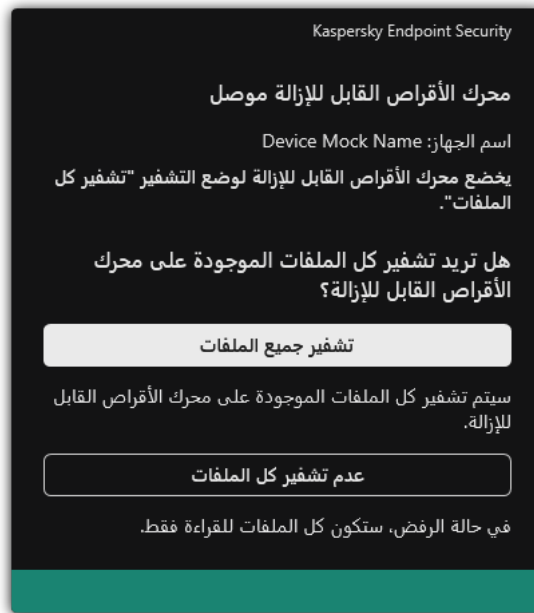 Kaspersky Endpoint Security
محرك الأقراص القابل للإزالة موصل
اسم الجهاز: Device Mock Name
يخضع محرك الأقراص القابل للإزالة لوضع التشفير "تشفير كل
الملفات".
هل تريد تشفير كل الملفات الموجودة على محرك
الأقراص القابل للإزالة؟
تشفير جميع الملفات
سيتم تشفير كل الملفات الموجودة على محرك الأقراص القابل
للإزالة.
عدم تشفير كل الملفات
في حالة الرفض، ستكون كل الملفات للقراءة فقط.